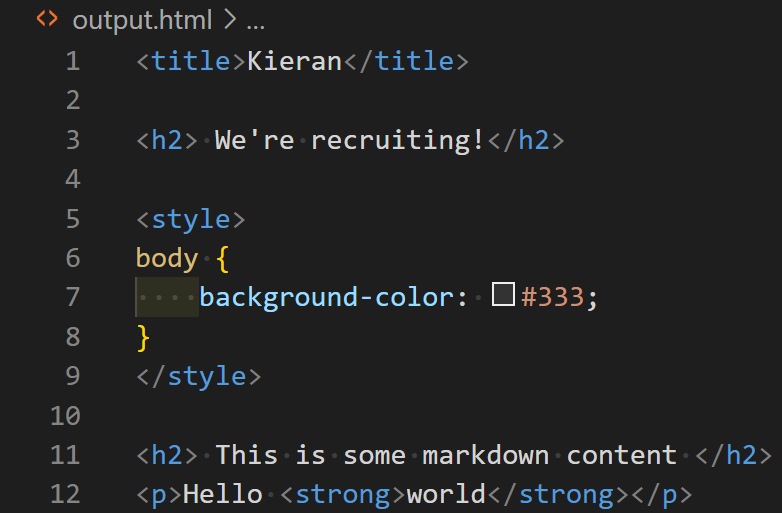 <> output.html > ...
1 <title>Kieran</title>
2
3 <h2> We're recruiting!</h2>
4
5 <style>
6 body {
7     background-color: #333;
8 }
9 </style>
10
11 <h2> This is some markdown content </h2>
12 <p>Hello <strong>world</strong></p>